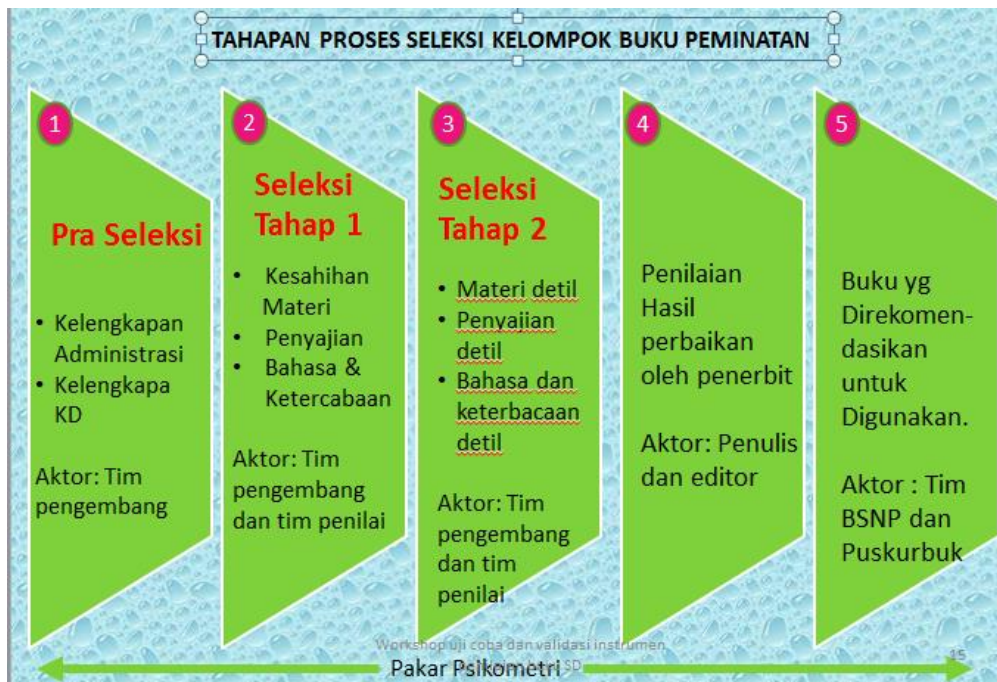 TAHAPAN PROSES SELEKSI KELOMPOK BUKU PEMINATAN
1
Pra Seleksi
• Kelengkapan
Administrasi
• Kelengkapa
KD
Aktor: Tim
pengembang
2
Seleksi
Tahap 1
• Kesahihan
Materi
• Penyajian
• Bahasa &
Ketercabaan
Aktor: Tim
pengembang
dan tim penilai
3
Seleksi
Tahap 2
• Materi detil
• Penyajian
detil
• Bahasa dan
keterbacaan
detil
Aktor: Tim
pengembang
dan tim
penilai
4
Penilaian
Hasil
perbaikan
oleh penerbit
Aktor: Penulis
dan editor
5
Buku yg
Direkomen-
dasikan
untuk
Digunakan.
Aktor : Tim
BSNP dan
Puskurbuk
Workshop uji coba dan validasi instrumen
SD
15
Pakar Psikometri